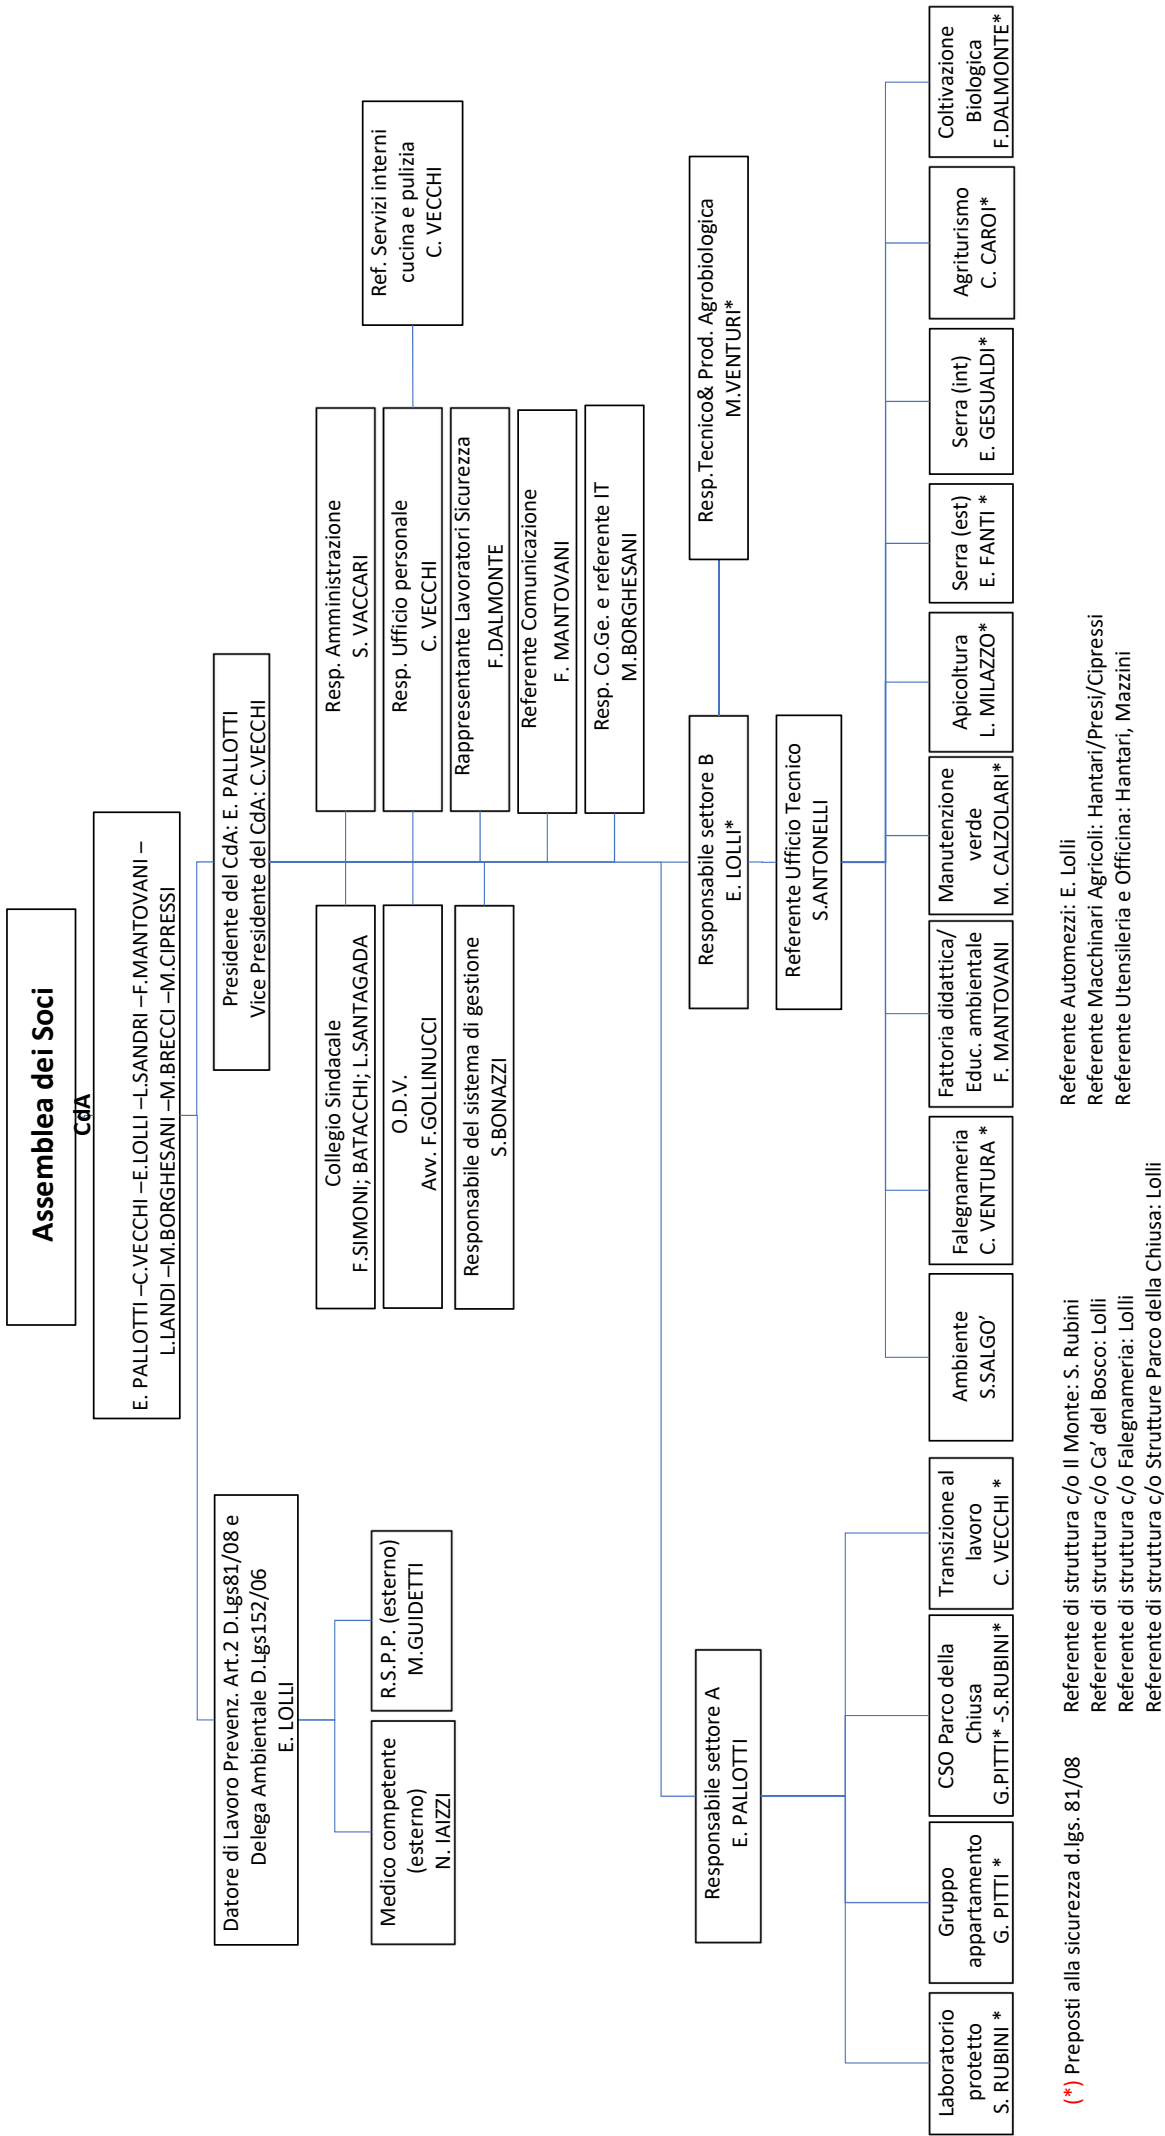 Assemblea dei Soci
CdA
E. PALLOTTI –C.VECCHI –E.LOLLI –L.SANDRI –F.MANTOVANI –
L.LANDI –M.BORGHESANI –M.BRECCI –M.CIPRESSI
Datore di Lavoro Prevenz. Art.2 D.Lgs81/08 e
Delega Ambientale D.Lgs152/06
E. LOLLI
Presidente del CdA: E. PALLOTTI
Vice Presidente del CdA: C.VECCHI
Medico competente
(esterno)
N. IAIZZI
R.S.P.P. (esterno)
M.GUIDETTI
Collegio Sindacale
F.SIMONI; BATACCHI; L.SANTAGADA
O.D.V.
Avv. F.GOLLINUCCI
Responsabile del sistema di gestione
S.BONAZZI
Resp. Amministrazione
S. VACCARI
Resp. Ufficio personale
C. VECCHI
Rappresentante Lavoratori Sicurezza
F.DALMONTE
Referente Comunicazione
F. MANTOVANI
Resp. Co.Ge. e referente IT
M.BORGHESANI
Ref. Servizi interni
cucina e pulizia
C. VECCHI
Responsabile settore A
E. PALLOTTI
Responsabile settore B
E. LOLLI*
Resp.Tecnico& Prod. Agrobiologica
M.VENTURI*
Referente Ufficio Tecnico
S.ANTONELLI
Laboratorio
protetto
S. RUBINI *
Gruppo
appartamento
G. PITTI *
CSO Parco della
Chiusa
G.PITTI* -S.RUBINI*
Transizione al
lavoro
C. VECCHI *
Ambiente
S.SALGO’
Falegnameria
C. VENTURA *
Fattoria didattica/
Educ. ambientale
F. MANTOVANI
Manutenzione
verde
M. CALZOLARI*
Apicoltura
L. MILAZZO*
Serra (est)
E. FANTI *
Serra (int)
E. GESUALDI*
Agriturismo
C. CAROI*
Coltivazione
Biologica
F.DALMONTE*
(*) Preposti alla sicurezza d.lgs. 81/08
Referente di struttura c/o Il Monte: S. Rubini
Referente di struttura c/o Ca’ del Bosco: Lolli
Referente di struttura c/o Falegnameria: Lolli
Referente di struttura c/o Strutture Parco della Chiusa: Lolli
Referente Automezzi: E. Lolli
Referente Macchinari Agricoli: Hantari/Presi/Cipressi
Referente Utensileria e Officina: Hantari, Mazzini